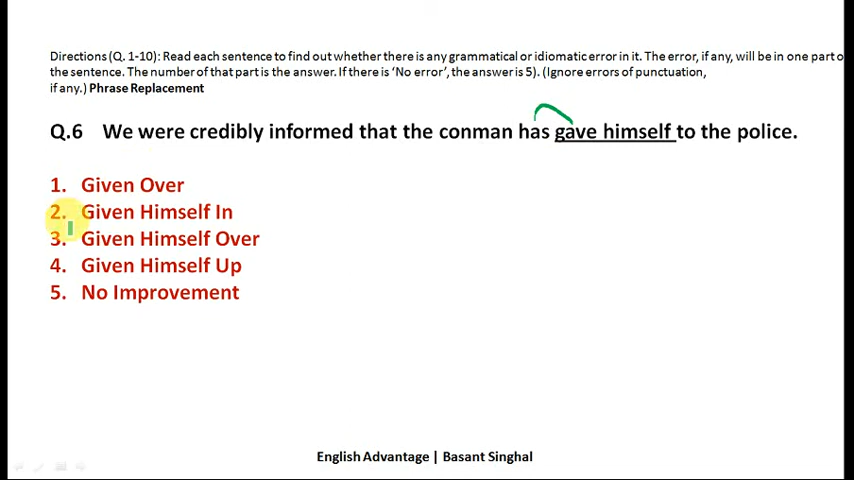 Directions (Q. 1-10): Read each sentence to find out whether there is any grammatical or idiomatic error in it. The error, if any, will be in one part o
the sentence. The number of that part is the answer. If there is 'No error', the answer is 5). (Ignore errors of punctuation,
if any.) Phrase Replacement
Q.6 We were credibly informed that the conman has gave himself to the police.
1. Given Over
2. Given Himself In
3. Given Himself Over
4. Given Himself Up
5. No Improvement
English Advantage | Basant Singhal